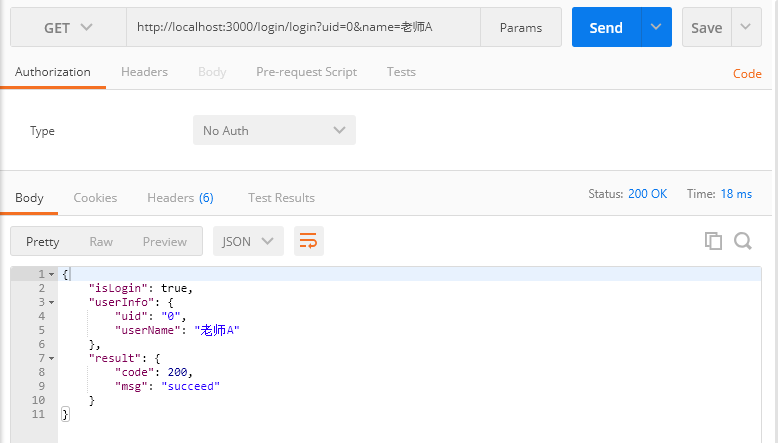 GET http://localhost:3000/login/login?uid=0&name=老师A Params Send Save
Authorization Headers Body Pre-request Script Tests Code
Type No Auth
Body Cookies Headers (6) Test Results Status: 200 OK Time: 18 ms
Pretty Raw Preview JSON
1 {
2 "isLogin": true,
3 "userInfo": {
4 "uid": "0",
5 "userName": "老师A"
6 },
7 "result": {
8 "code": 200,
9 "msg": "succeed"
10 }
11 }